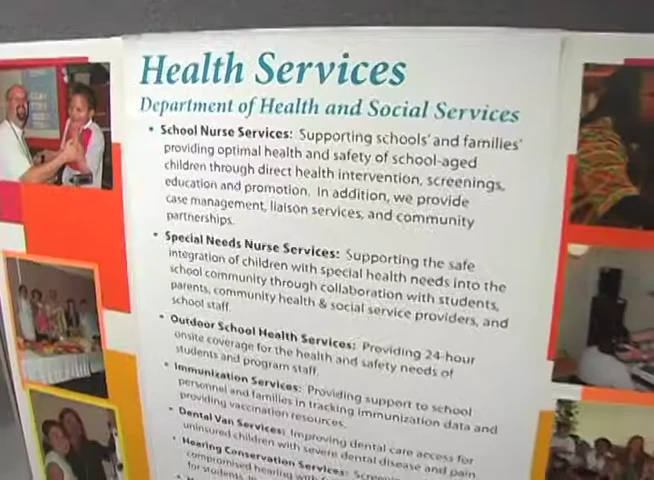 Health Services
Department of Health and Social Services
• School Nurse Services: Supporting schools' and families'
providing optimal health and safety of school-aged
children through direct health intervention, screenings,
education and promotion. In addition, we provide
case management, liaison services, and community
partnerships.
• Special Needs Nurse Services: Supporting the safe
integration of children with special health needs into the
school community through collaboration with students,
parents, community health & social service providers, and
school staff.
• Outdoor School Health Services: Providing 24-hour
onsite coverage for the health and safety needs of
students and program staff.
• Immunization Services: Providing support to school
personnel and families in tracking immunization data and
providing vaccination resources.
• Dental Van Services: Improving dental care access for
uninsured children with severe dental disease and pain.
• Hearing Conservation Services:
compromised hearing
for students